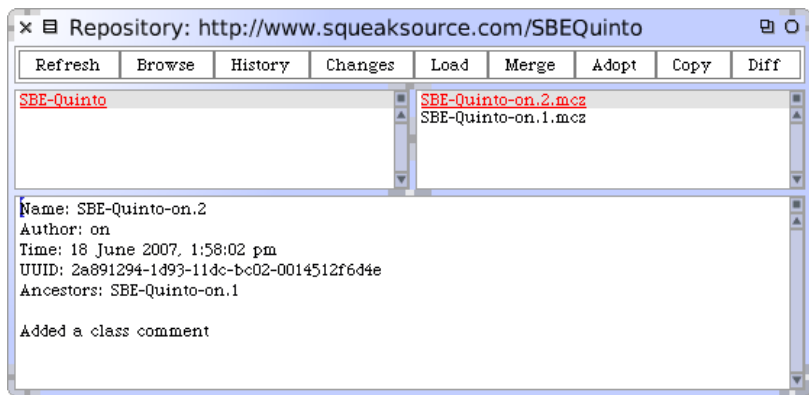 Repository: http://www.squeaksource.com/SBEQuinto
Refresh Browse History Changes Load Merge Adopt Copy Diff
SBE-Quinto
SBE-Quinto-on.2.mcz
SBE-Quinto-on.1.mcz
Name: SBE-Quinto-on.2
Author: on
Time: 18 June 2007, 1:58:02 pm
UUID: 2a891294-1d93-11dc-bc02-0014512f6d4e
Ancestors: SBE-Quinto-on.1
Added a class comment